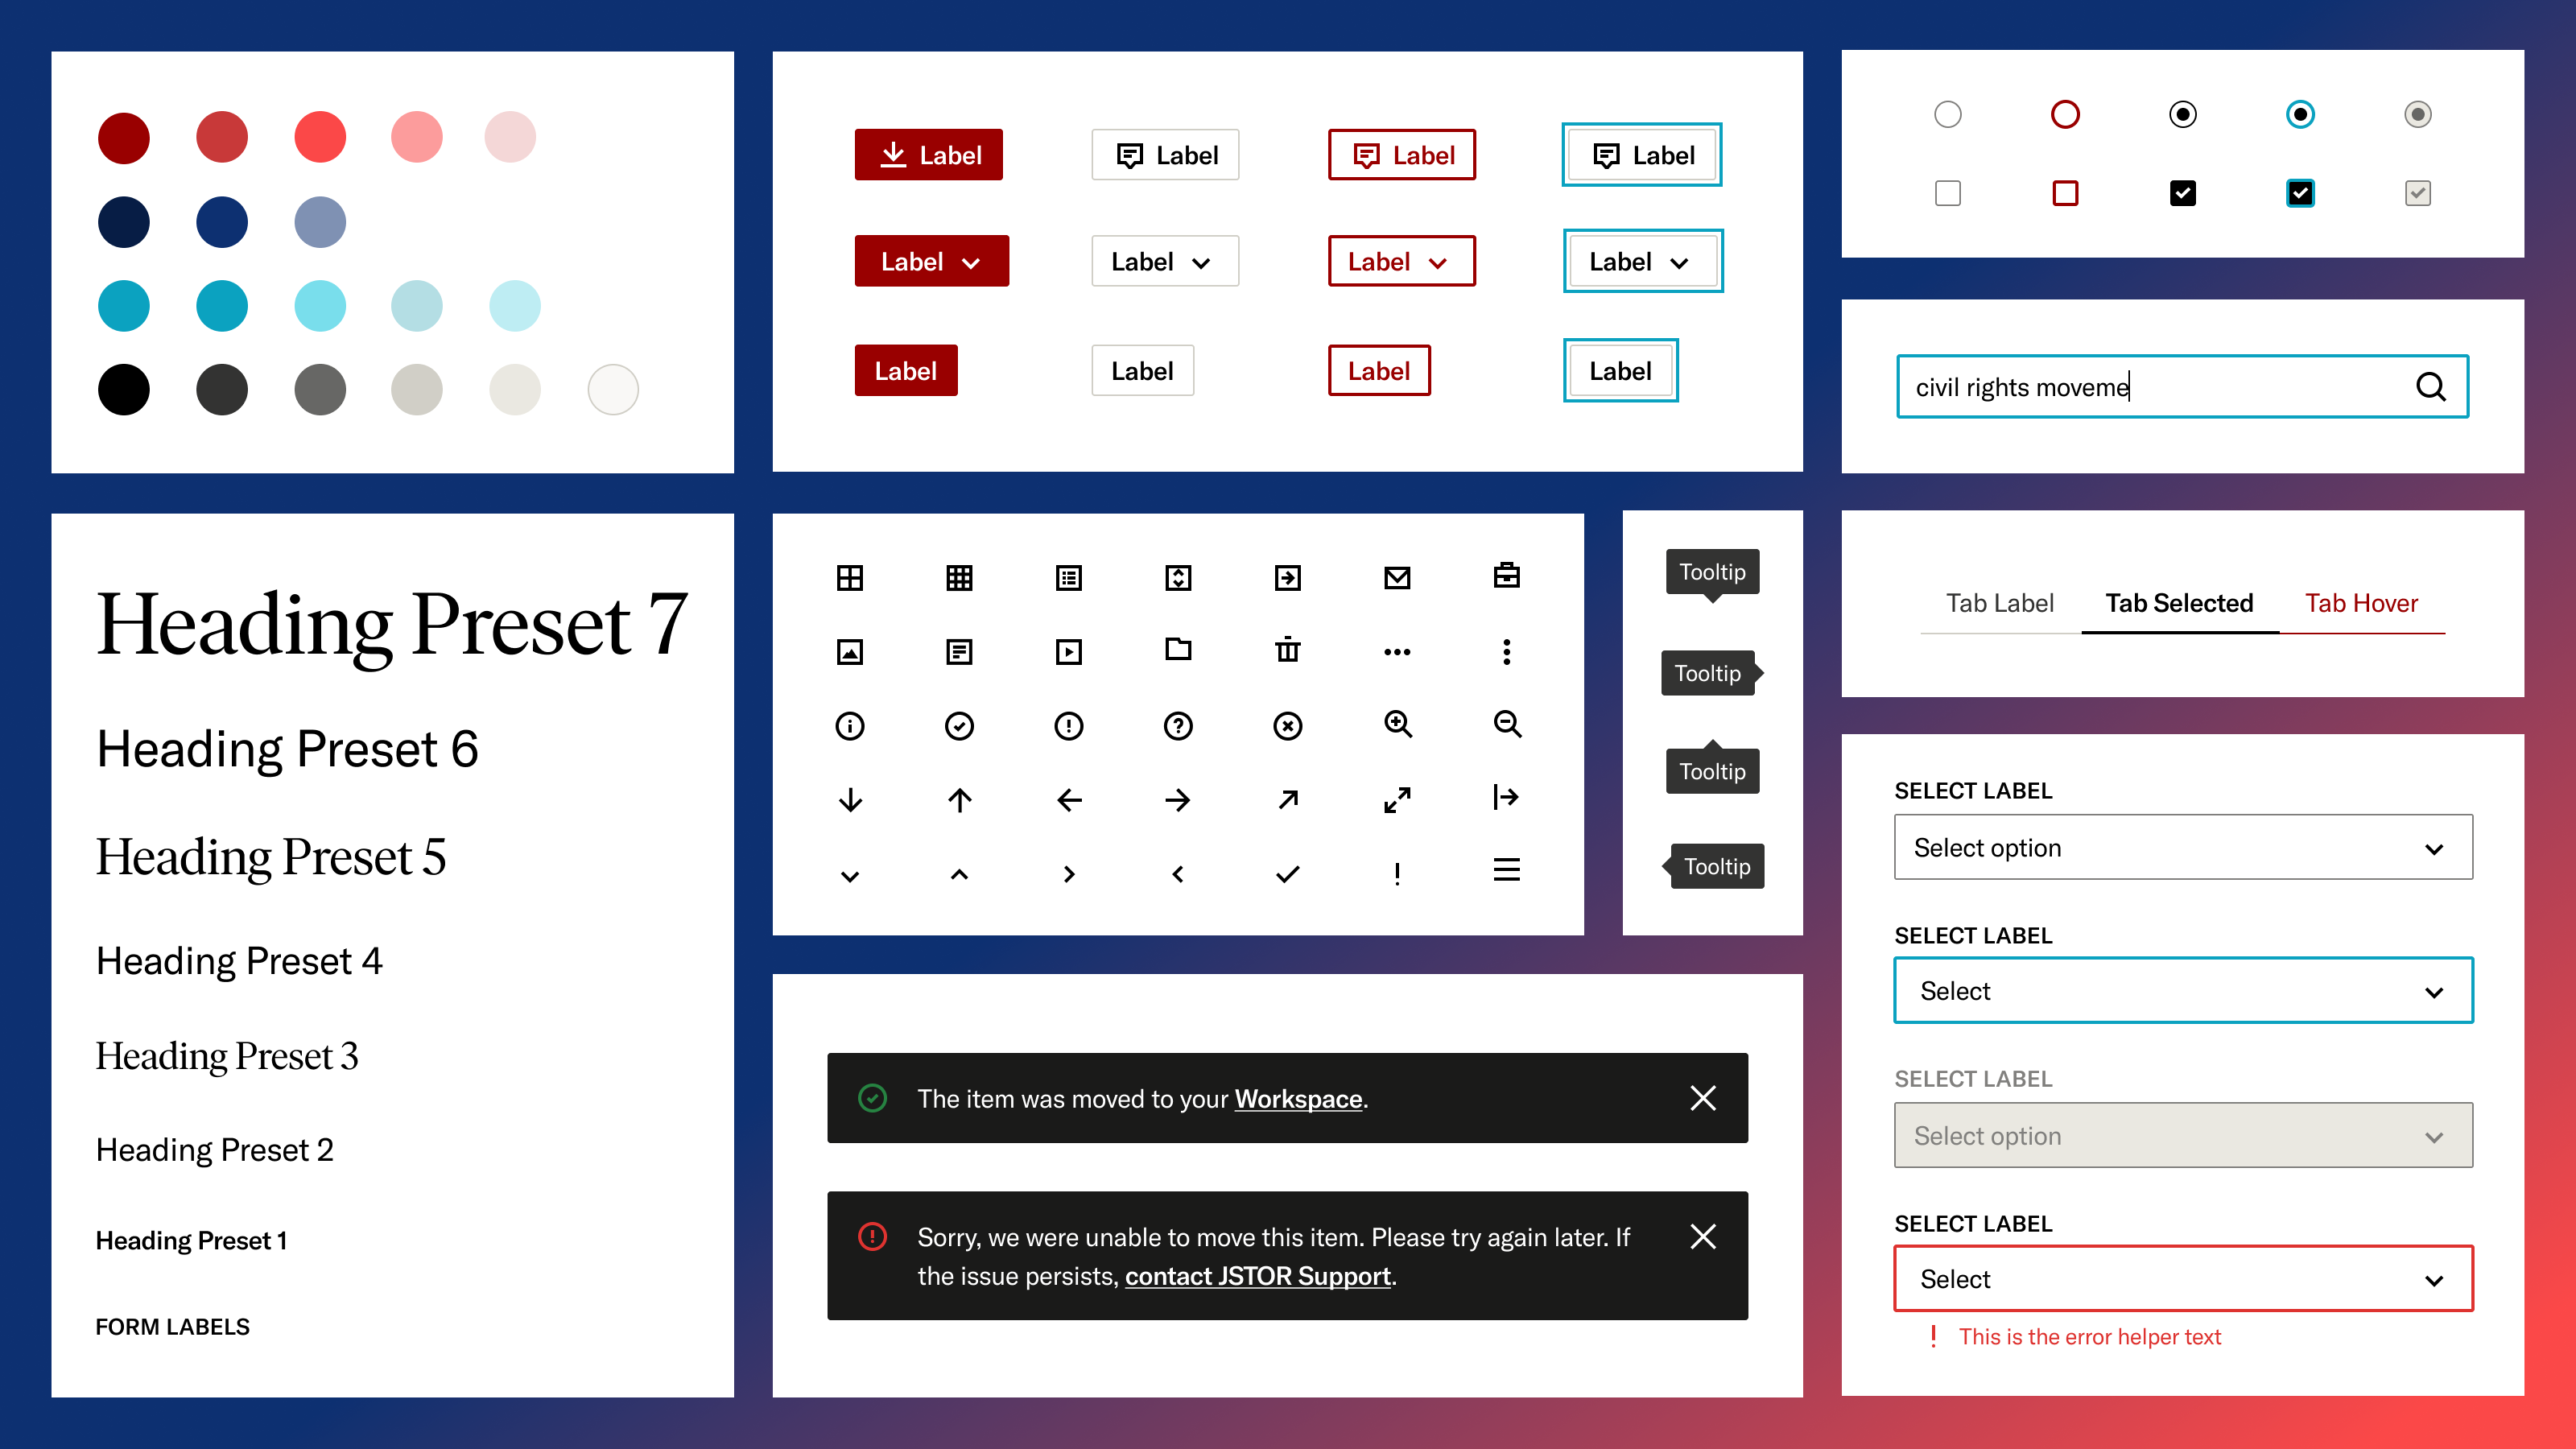 Label
Label
Label
Label
Label
Label
Label
Label
Label
Label
Label
Label
civil rights moveme
Heading Preset 7
Heading Preset 6
Heading Preset 5
Heading Preset 4
Heading Preset 3
Heading Preset 2
Heading Preset 1
FORM LABELS
Tooltip
Tooltip
Tooltip
Tooltip
Tab Label
Tab Selected
Tab Hover
The item was moved to your Workspace.
Sorry, we were unable to move this item. Please try again later. If
the issue persists, contact JSTOR Support.
SELECT LABEL
Select option
SELECT LABEL
Select
SELECT LABEL
Select option
SELECT LABEL
Select
! This is the error helper text